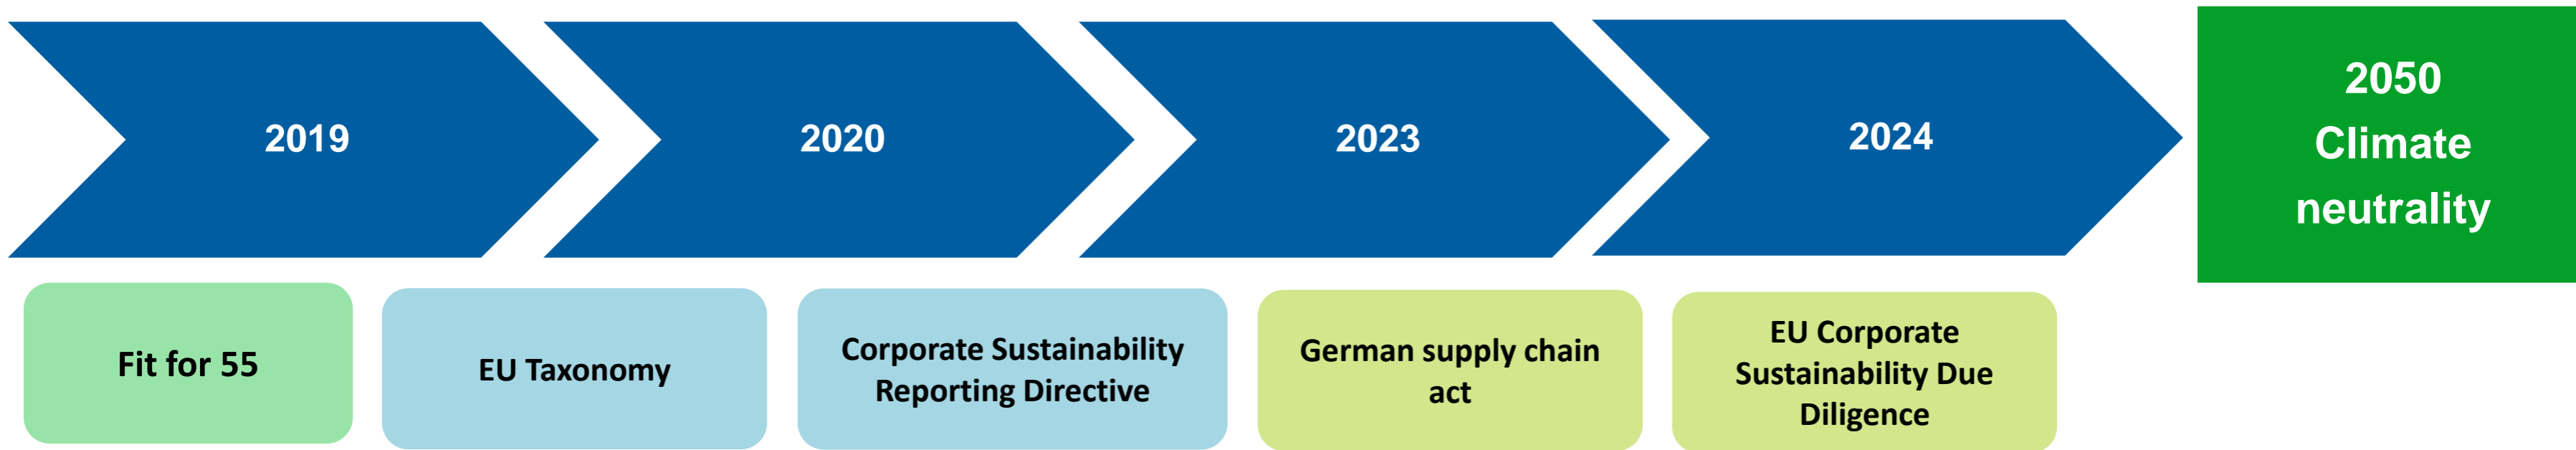 2019
2020
2023
2024
2050
Climate
neutrality
Fit for 55
EU Taxonomy
Corporate Sustainability
Reporting Directive
German supply chain
act
EU Corporate
Sustainability Due
Diligence